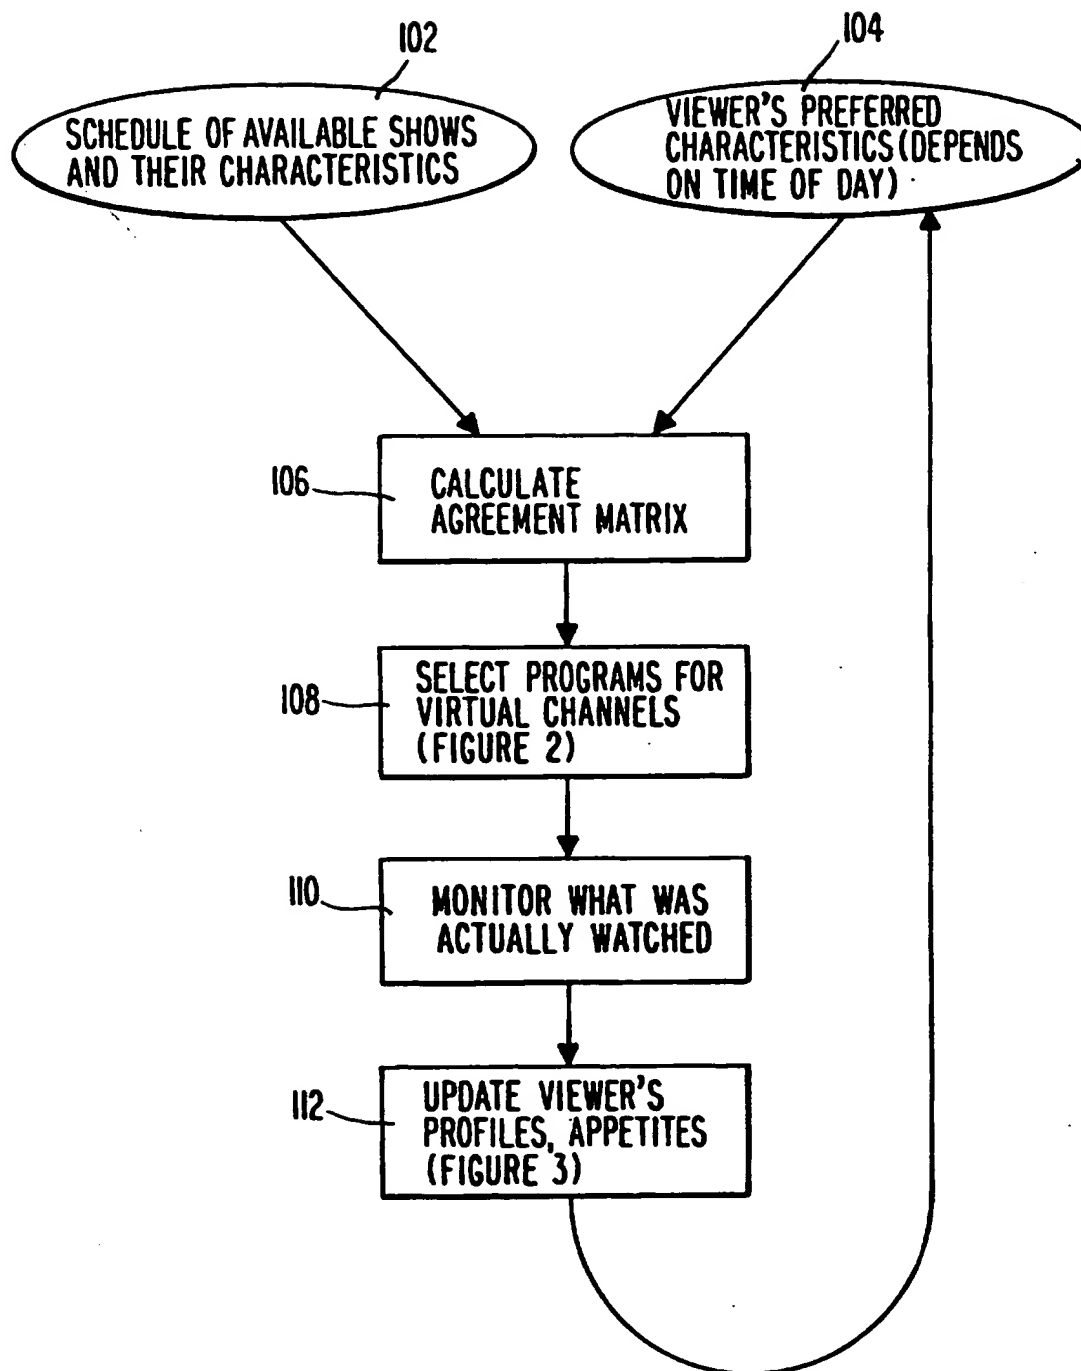 102
104
SCHEDULE OF AVAILABLE SHOWS
AND THEIR CHARACTERISTICS
VIEWER'S PREFERRED
CHARACTERISTICS (DEPENDS
ON TIME OF DAY)
106
CALCULATE
AGREEMENT MATRIX
108
SELECT PROGRAMS FOR
VIRTUAL CHANNELS
(FIGURE 2)
110
MONITOR WHAT WAS
ACTUALLY WATCHED
112
UPDATE VIEWER'S
PROFILES, APPETITES
(FIGURE 3)